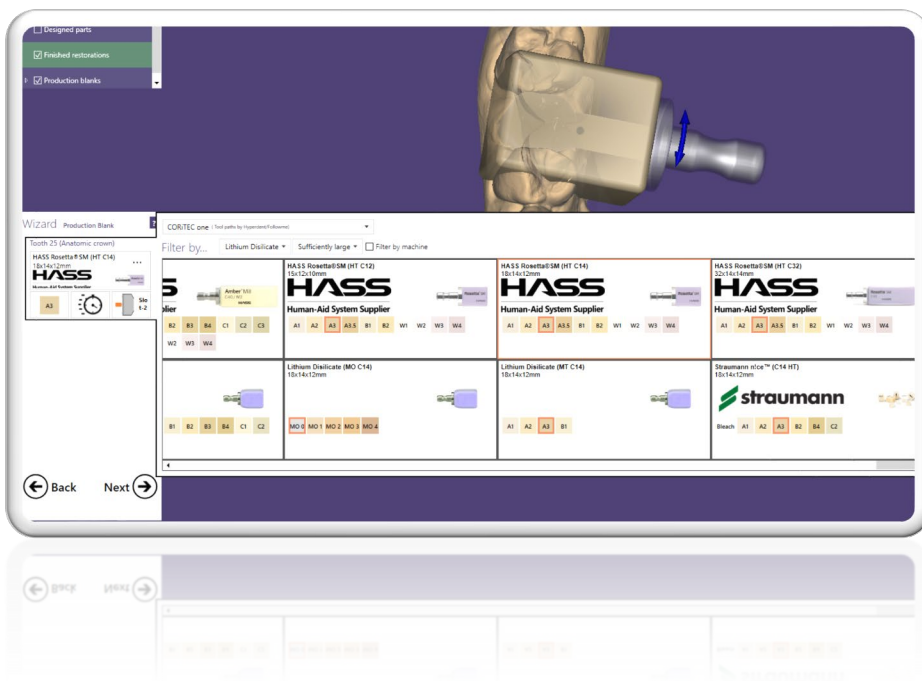 Designed parts
Finished restorations
Production blanks
Wizard Production Blank
Tooth 25 (Anatomic crown)
HASS Rosetta®SM (HT C14)
18x14x12mm
HASS
Human-Aid System Supplier
A3
Slo
1-2
Back Next
CORiTEC one
Filter by... Lithium Disilicate Sufficiently large Filter by machine
Amber® Mill
plier
B2 B3 B4 C1 C2 C3
W2 W3 W4
HASS Rosetta®SM (HT C12)
15x12x10mm
HASS
Human-Aid System Supplier
A1 A2 A3 A3.5 B1 B2 W1 W2 W3 W4
HASS Rosetta®SM (HT C14)
18x14x12mm
HASS
Human-Aid System Supplier
A1 A2 A3 A3.5 B1 B2 W1 W2 W3 W4
HASS Rosetta®SM (HT C32)
32x14x14mm
HASS
Human-Aid System Supplier
A1 A2 A3 A3.5 B1 B2 W1 W2 W3 W4
B1 B2 B3 B4 C1 C2
Lithium Disilicate (MO C14)
18x14x12mm
MO 0 MO 1 MO 2 MO 3 MO 4
Lithium Disilicate (MT C14)
18x14x12mm
A1 A2 A3 B1
Straumann n!ce™ (C14 HT)
18x14x12mm
straumann
Bleach A1 A2 A3 B2 B4 C2